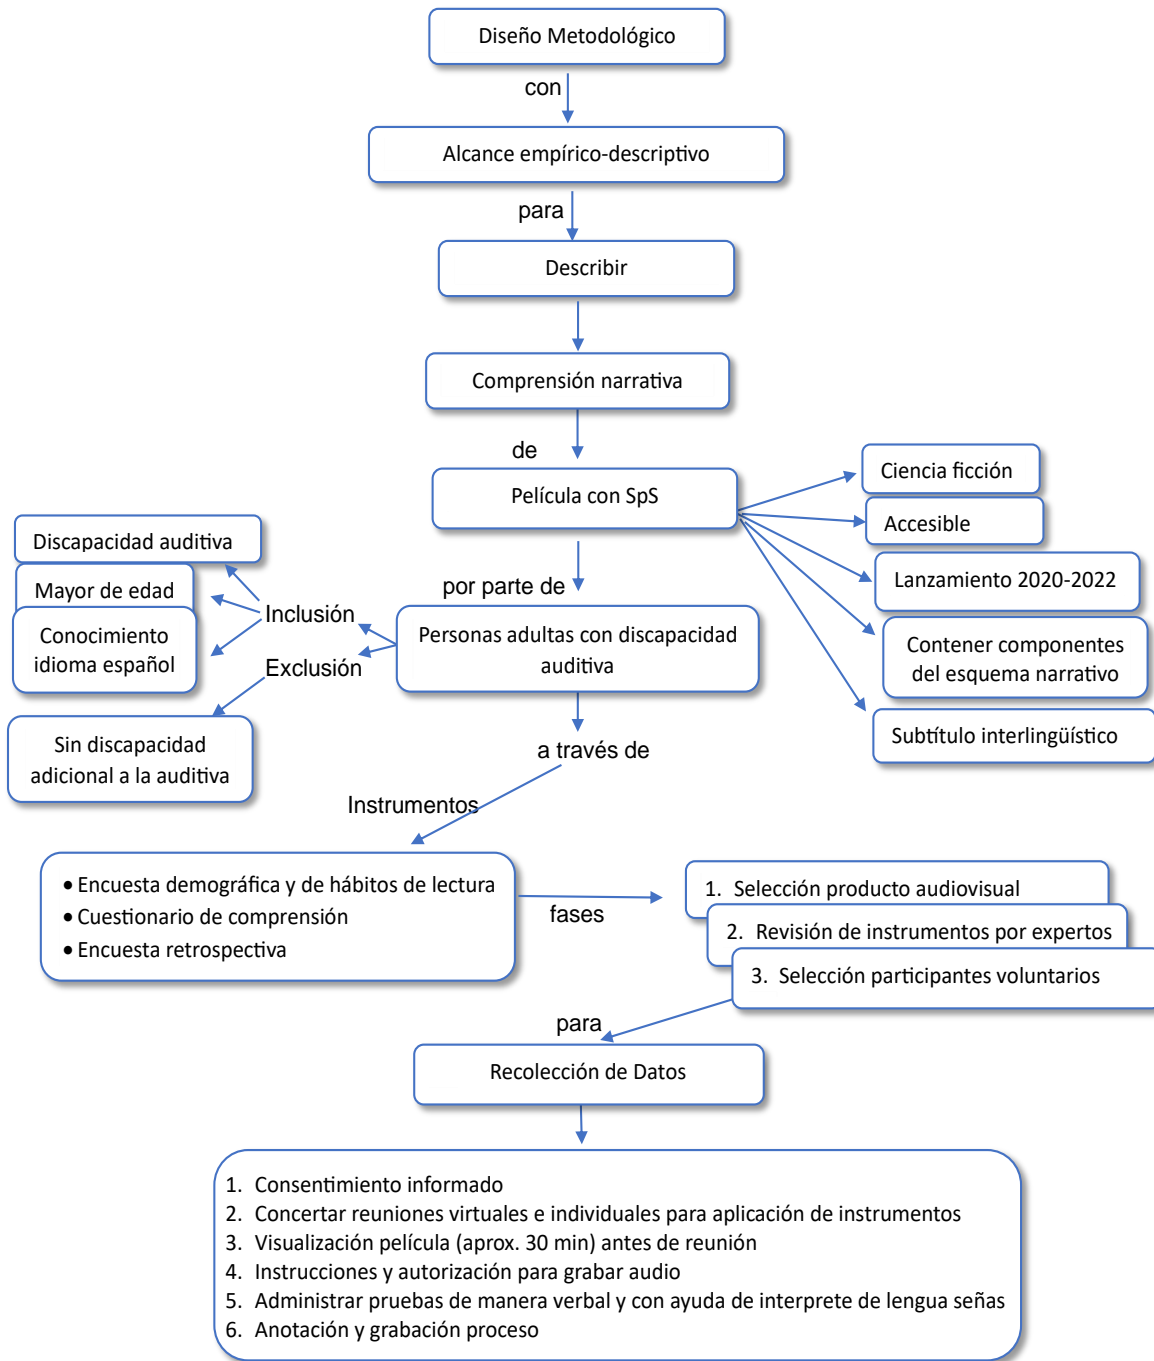 Diseño Metodológico
con
Alcance empírico-descriptivo
para
Describir
Comprensión narrativa
de
Película con SpS
Ciencia ficción
Accesible
Lanzamiento 2020-2022
Contener componentes
del esquema narrativo
Subtítulo interlingüístico
por parte de
Personas adultas con discapacidad
auditiva
Inclusión
Discapacidad auditiva
Mayor de edad
Conocimiento
idioma español
Exclusión
Sin discapacidad
adicional a la auditiva
a través de
Instrumentos
• Encuesta demográfica y de hábitos de lectura
• Cuestionario de comprensión
• Encuesta retrospectiva
fases
1. Selección producto audiovisual
2. Revisión de instrumentos por expertos
3. Selección participantes voluntarios
para
Recolección de Datos
1. Consentimiento informado
2. Concertar reuniones virtuales e individuales para aplicación de instrumentos
3. Visualización película (aprox. 30 min) antes de reunión
4. Instrucciones y autorización para grabar audio
5. Administrar pruebas de manera verbal y con ayuda de interprete de lengua señas
6. Anotación y grabación proceso